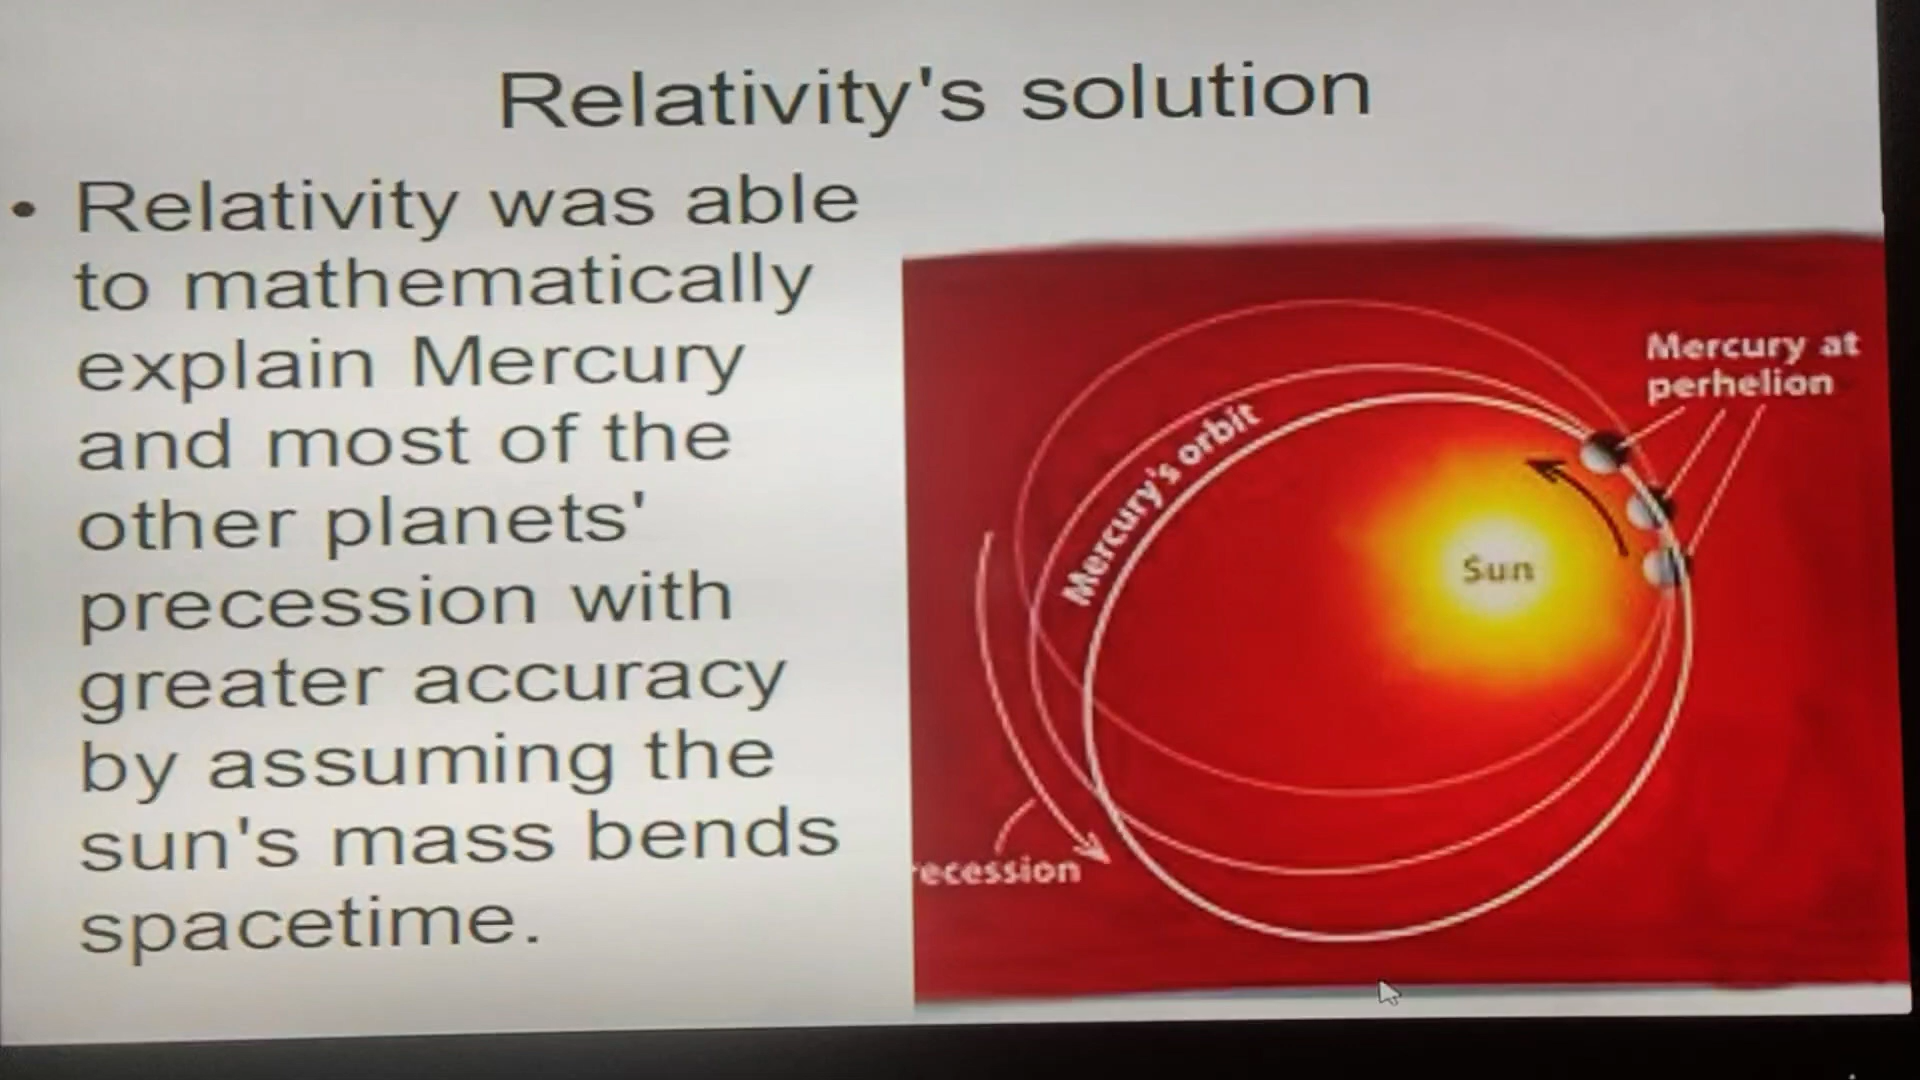 Relativity's solution
• Relativity was able
to mathematically
explain Mercury
and most of the
other planets'
precession with
greater accuracy
by assuming the
sun's mass bends
spacetime.
Mercury at
perhelion
Mercury's orbit
Sun
recession